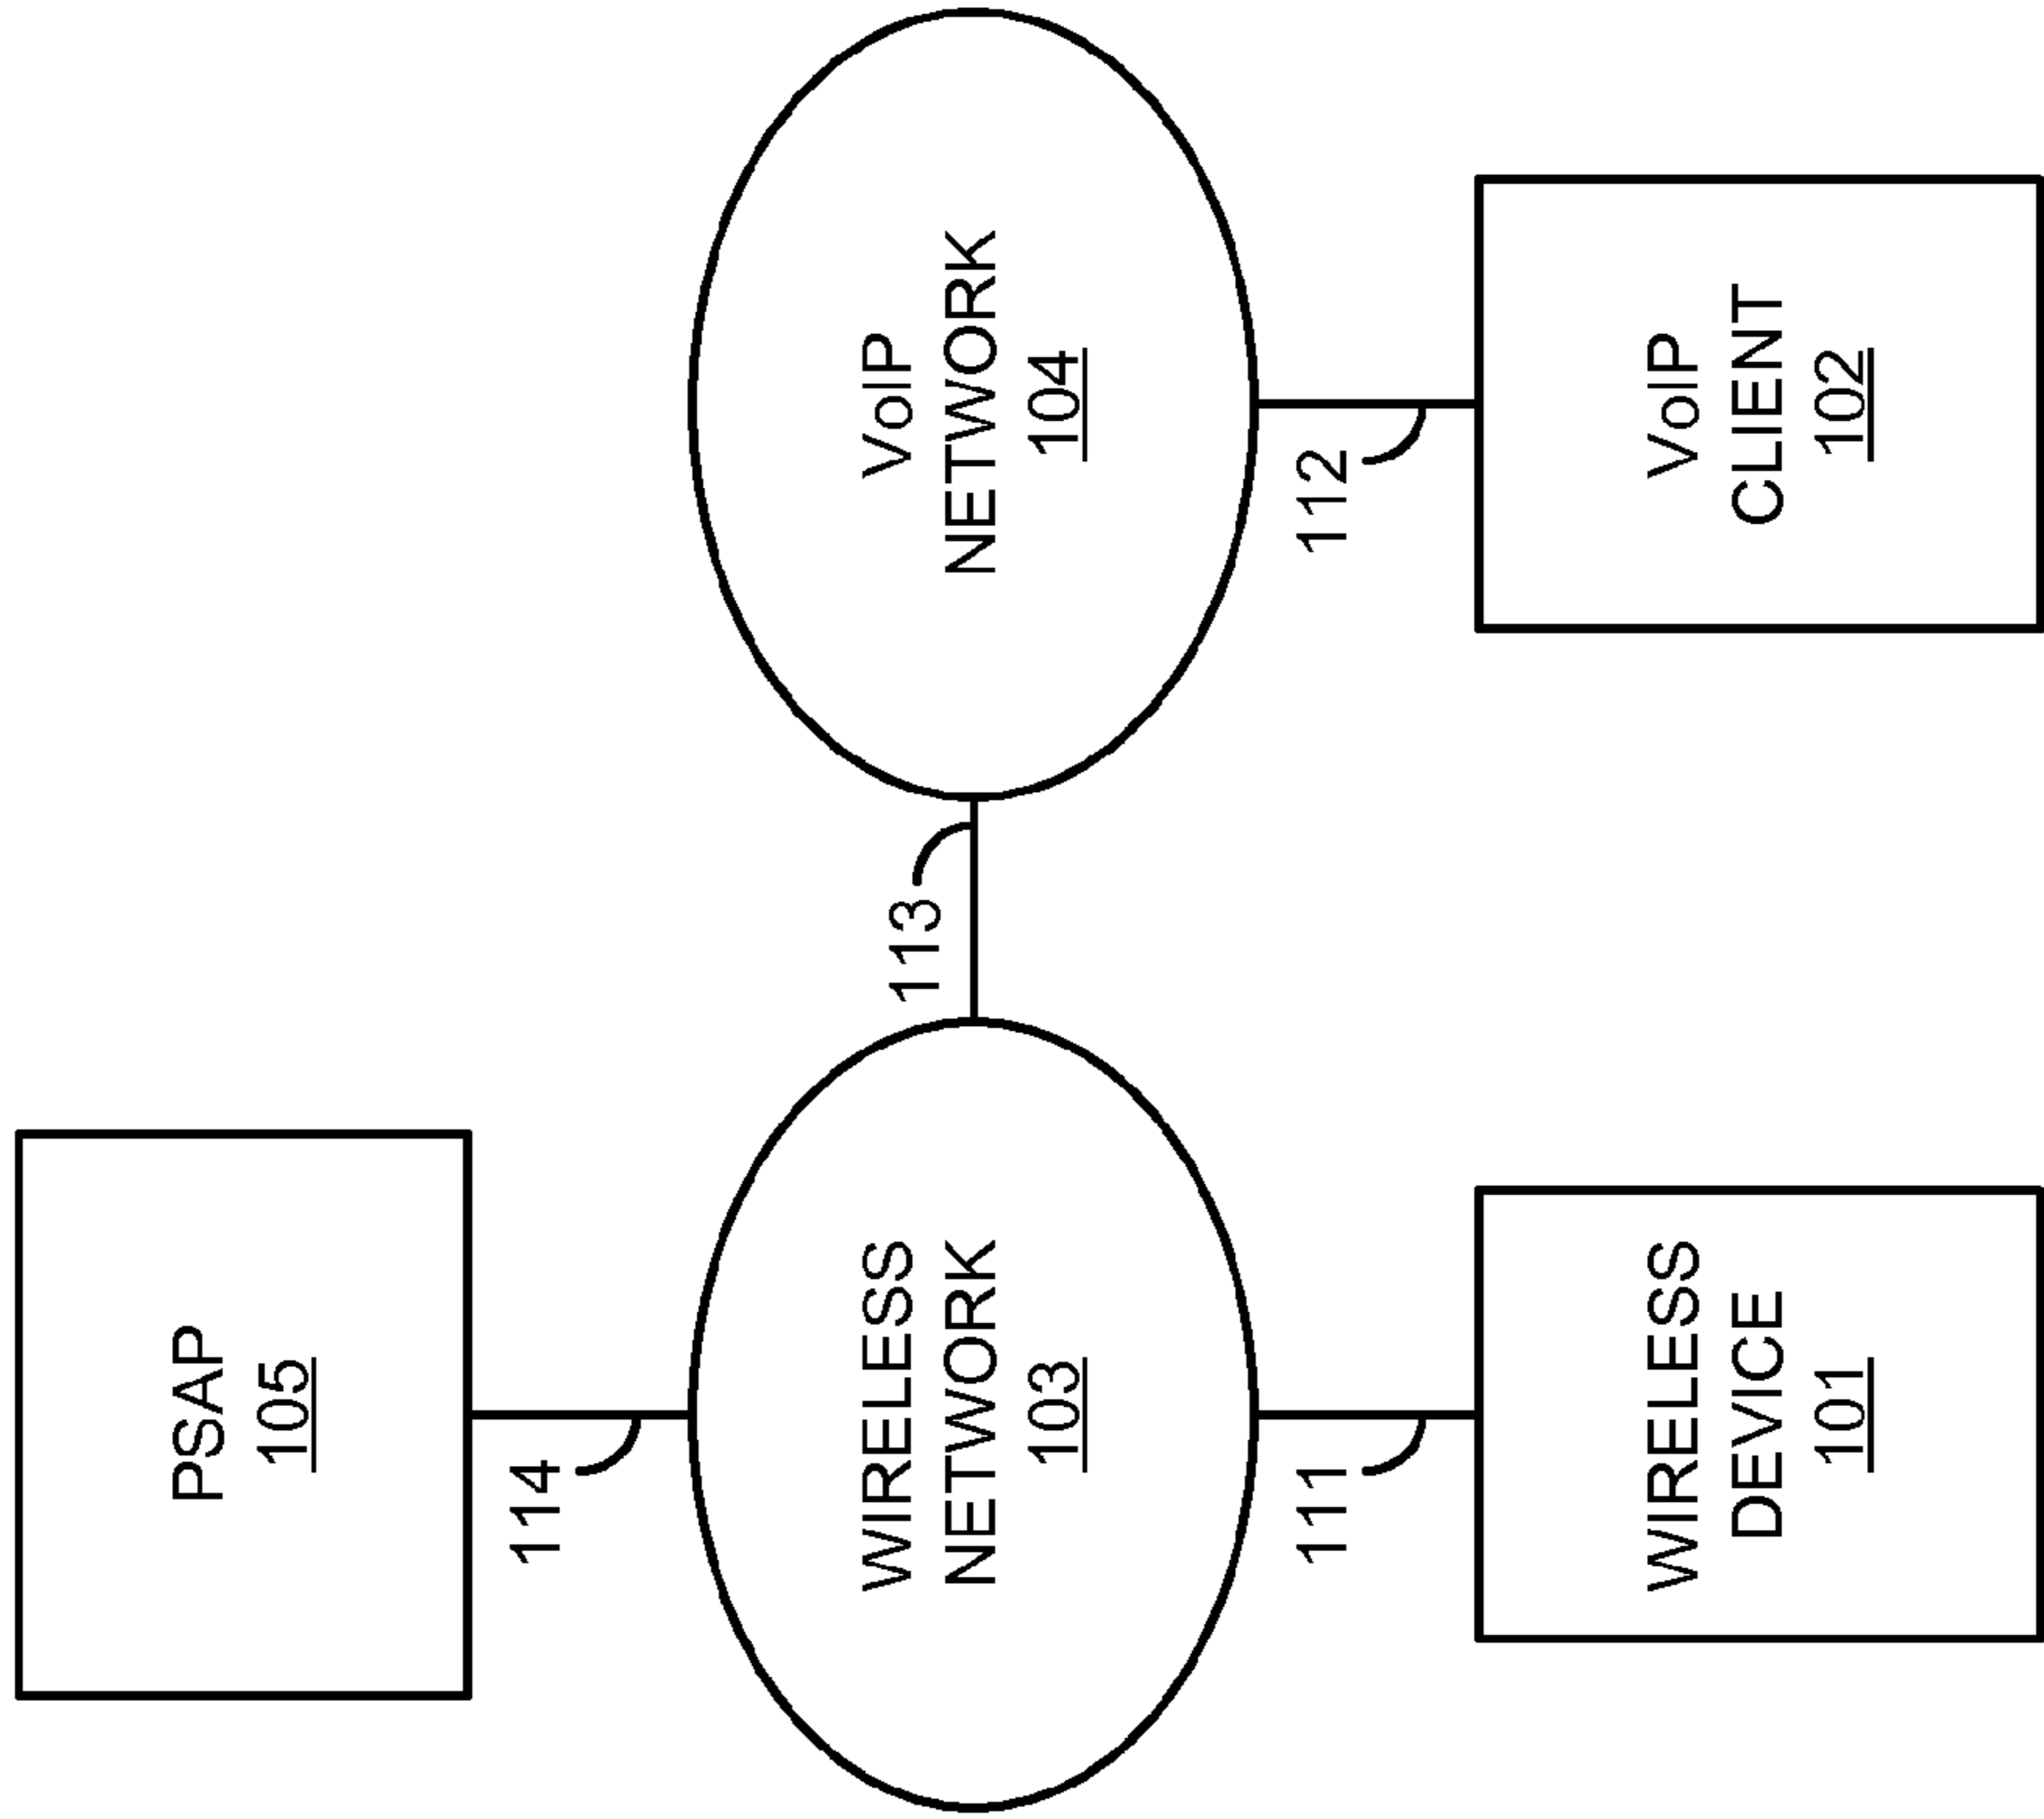 PSAP
105
114
WIRELESS
NETWORK
103
113
VoIP
NETWORK
104
111
112
WIRELESS
DEVICE
101
VoIP
CLIENT
102